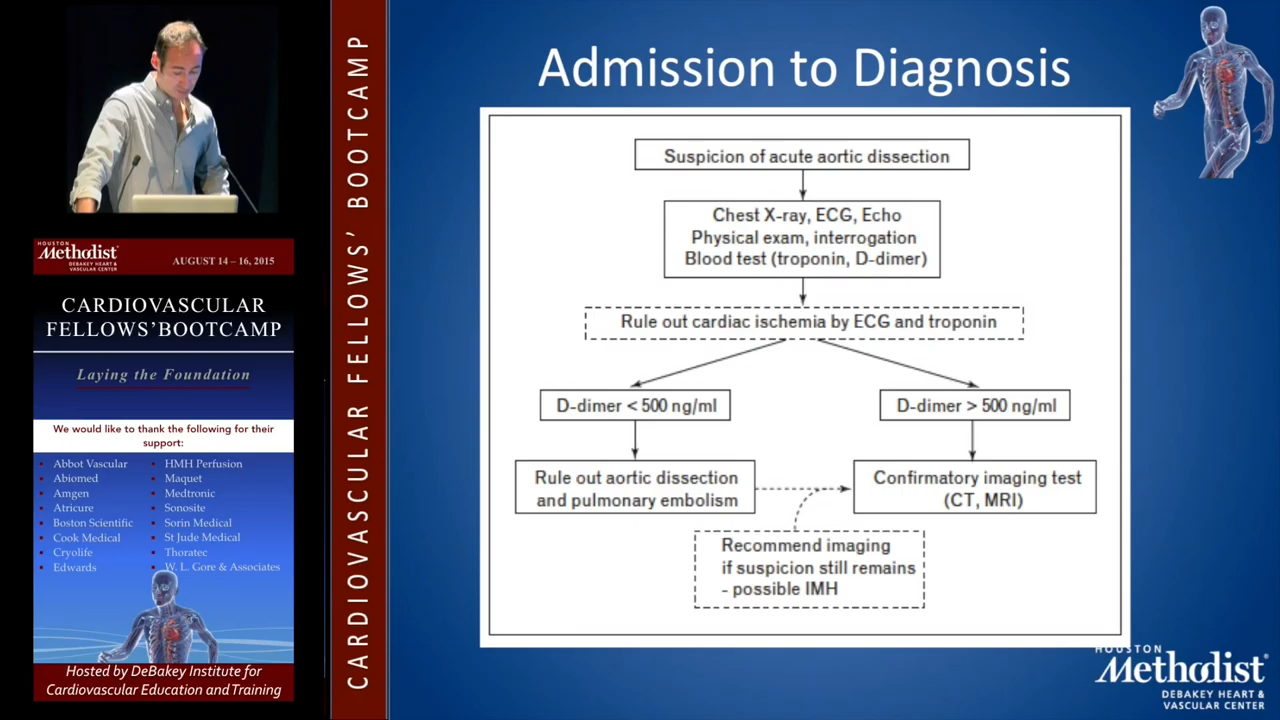 HOUSTON
Methodist
DEBAKEY HEART &
VASCULAR CENTER
AUGUST 14 – 16, 2015
CARDIOVASCULAR
FELLOWS'BOOTCAMP
Laying the Foundation
We would like to thank the following for their
support:
▪ Abbot Vascular
▪ Abiomed
▪ Amgen
▪ Atricure
▪ Boston Scientific
▪ Cook Medical
▪ Cryolife
▪ Edwards
▪ HMH Perfusion
▪ Maquet
▪ Medtronic
▪ Sonosite
▪ Sorin Medical
▪ St Jude Medical
▪ Thoratec
▪ W. L. Gore & Associates
Hosted by DeBakey Institute for
Cardiovascular Education and Training
CARDIOVASCULAR FELLOWS' BOOTCAMP
Admission to Diagnosis
Suspicion of acute aortic dissection
Chest X-ray, ECG, Echo
Physical exam, interrogation
Blood test (troponin, D-dimer)
Rule out cardiac ischemia by ECG and troponin
D-dimer < 500 ng/ml
D-dimer > 500 ng/ml
Rule out aortic dissection
and pulmonary embolism
Confirmatory imaging test
(CT, MRI)
Recommend imaging
if suspicion still remains
- possible IMH
HOUSTON
Methodist
DEBAKEY HEART &
VASCULAR CENTER